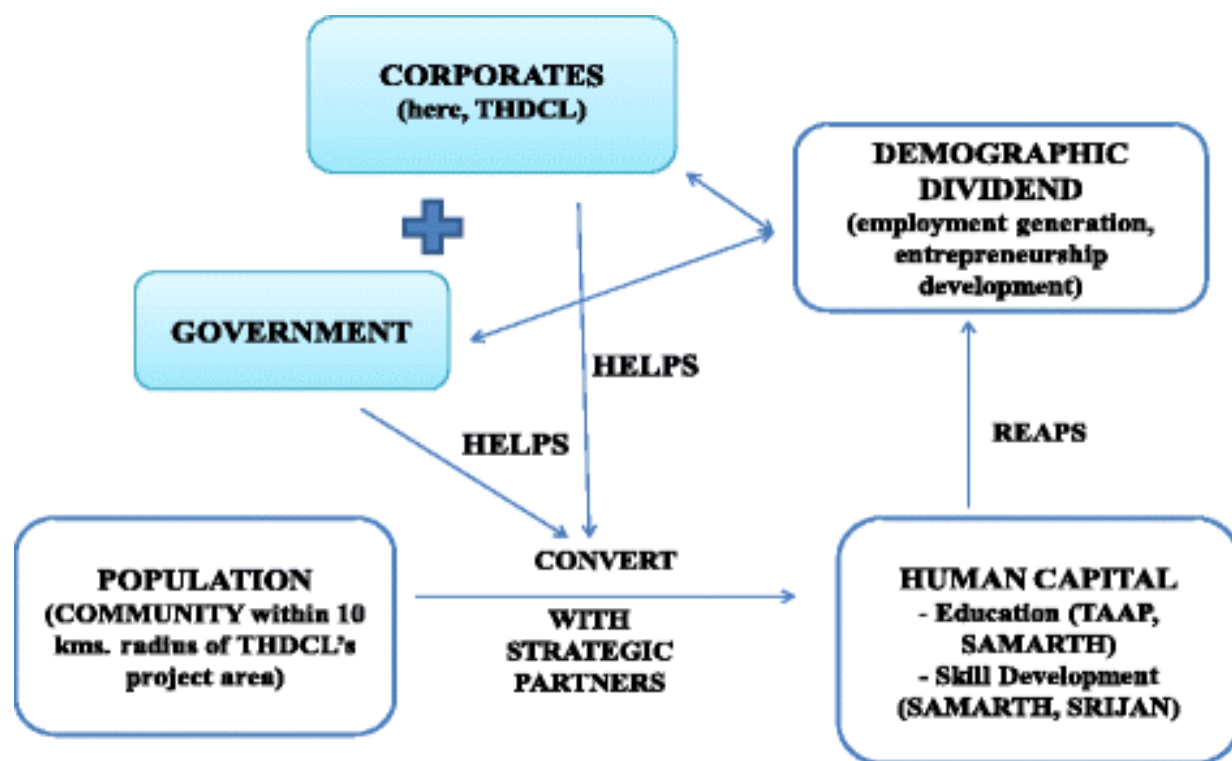 CORPORATES
(here, THDCL)
DEMOGRAPHIC
DIVIDEND
(employment generation,
entrepreneurship
development)
GOVERNMENT
HELPS
HELPS
REAPS
POPULATION
(COMMUNITY within 10
kms. radius of THDCL's
project area)
CONVERT
WITH
STRATEGIC
PARTNERS
HUMAN CAPITAL
- Education (TAAP,
SAMARTH)
- Skill Development
(SAMARTH, SRIJAN)